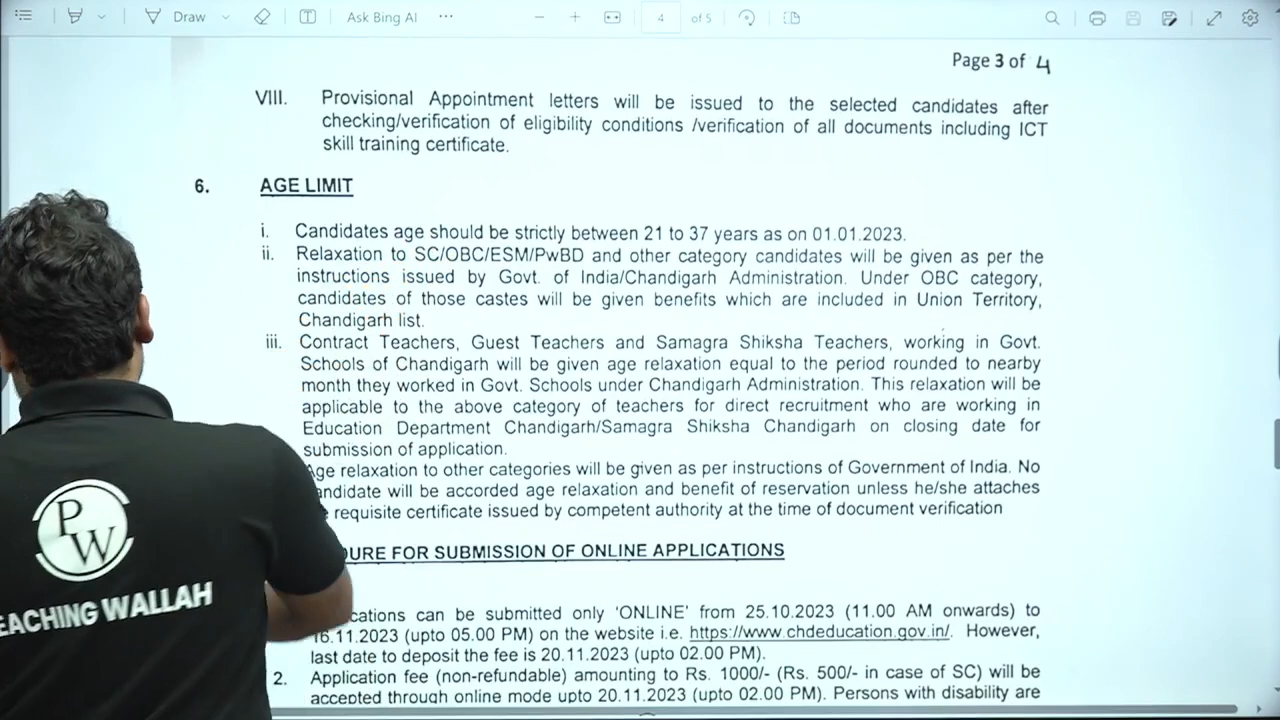 Draw
Ask Bing AI
4 of 5
Page 3 of 4
VIII. Provisional Appointment letters will be issued to the selected candidates after
checking/verification of eligibility conditions /verification of all documents including ICT
skill training certificate.
6. AGE LIMIT
i. Candidates age should be strictly between 21 to 37 years as on 01.01.2023.
ii. Relaxation to SC/OBC/ESM/PwBD and other category candidates will be given as per the
instructions issued by Govt. of India/Chandigarh Administration. Under OBC category,
candidates of those castes will be given benefits which are included in Union Territory,
Chandigarh list.
iii. Contract Teachers, Guest Teachers and Samagra Shiksha Teachers, working in Govt.
Schools of Chandigarh will be given age relaxation equal to the period rounded to nearby
month they worked in Govt. Schools under Chandigarh Administration. This relaxation will be
applicable to the above category of teachers for direct recruitment who are working in
Education Department Chandigarh/Samagra Shiksha Chandigarh on closing date for
submission of application.
Age relaxation to other categories will be given as per instructions of Government of India. No
andidate will be accorded age relaxation and benefit of reservation unless he/she attaches
e requisite certificate issued by competent authority at the time of document verification
DURE FOR SUBMISSION OF ONLINE APPLICATIONS
cations can be submitted only 'ONLINE' from 25.10.2023 (11.00 AM onwards) to
16.11.2023 (upto 05.00 PM) on the website i.e. https://www.chdeducation.gov.in/. However,
last date to deposit the fee is 20.11.2023 (upto 02.00 PM).
2. Application fee (non-refundable) amounting to Rs. 1000/- (Rs. 500/- in case of SC) will be
accepted through online mode upto 20.11.2023 (upto 02.00 PM). Persons with disability are
PW
EACHING WALLAH